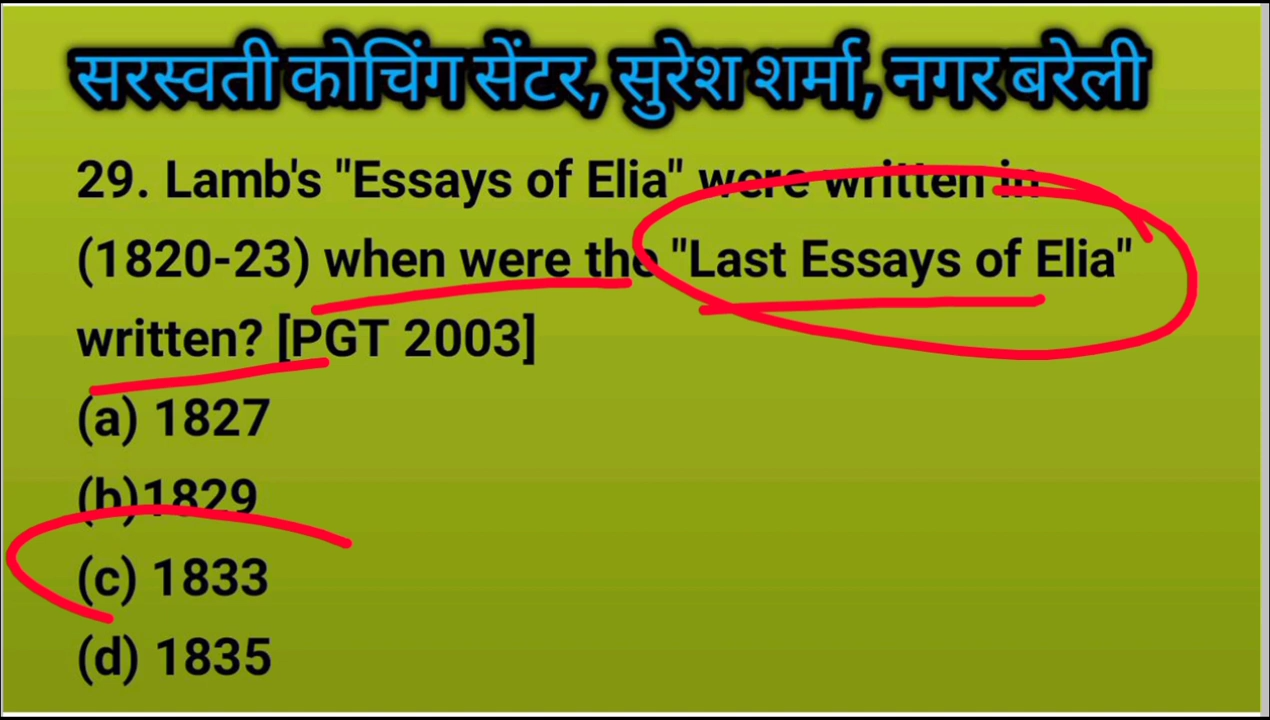 सरस्वती कोचिंग सेंटर, सुरेश शर्मा, नगर बरेली
29. Lamb's "Essays of Elia" were written in
(1820-23) when were the "Last Essays of Elia"
written? [PGT 2003]
(a) 1827
(b)1829
(c) 1833
(d) 1835